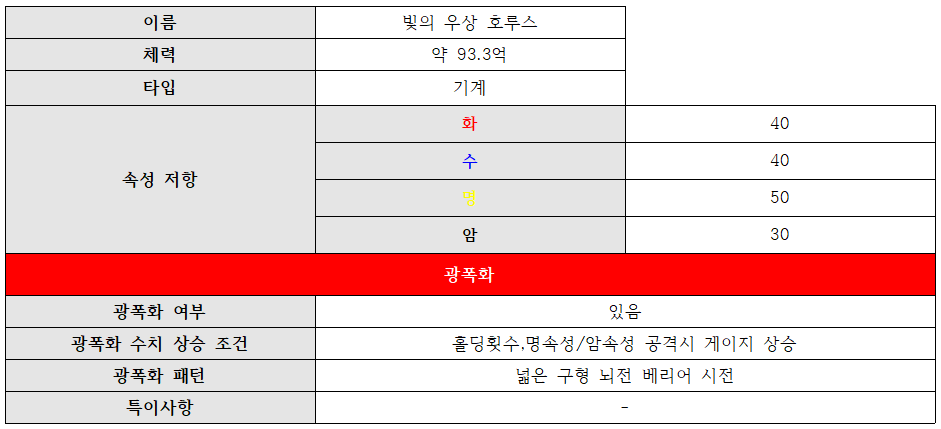 이름 빛의 우상 호루스
체력 약 93.3억
타입 기계
속성 저항
화 40
수 40
명 50
암 30
광폭화
광폭화 여부 있음
광폭화 수치 상승 조건 홀딩횟수,명속성/암속성 공격시 게이지 상승
광폭화 패턴 넓은 구형 뇌전 베리어 시전
특이사항 -